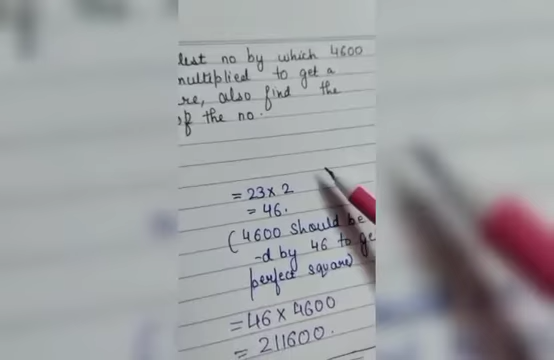 lest no by which 4600
multiplied to get a
re, also find the
of the no.
= 23 x 2
= 46.
(4600 should be
-d by 46 to ge
perfect square)
= 46 x 4600
= 211600.